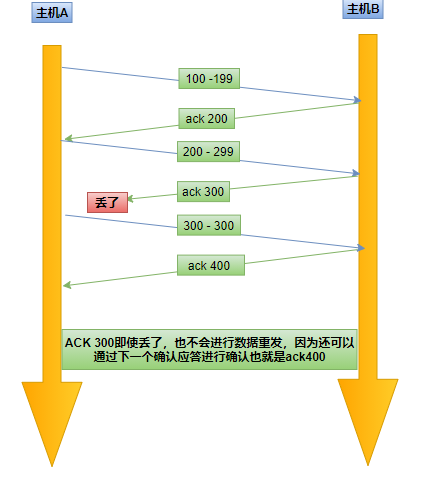 主机A
主机B
100 -199
ack 200
200 - 299
ack 300
丢了
300 - 300
ack 400
ACK 300即使丢了，也不会进行数据重发，因为还可以
通过下一个确认应答进行确认也就是ack400